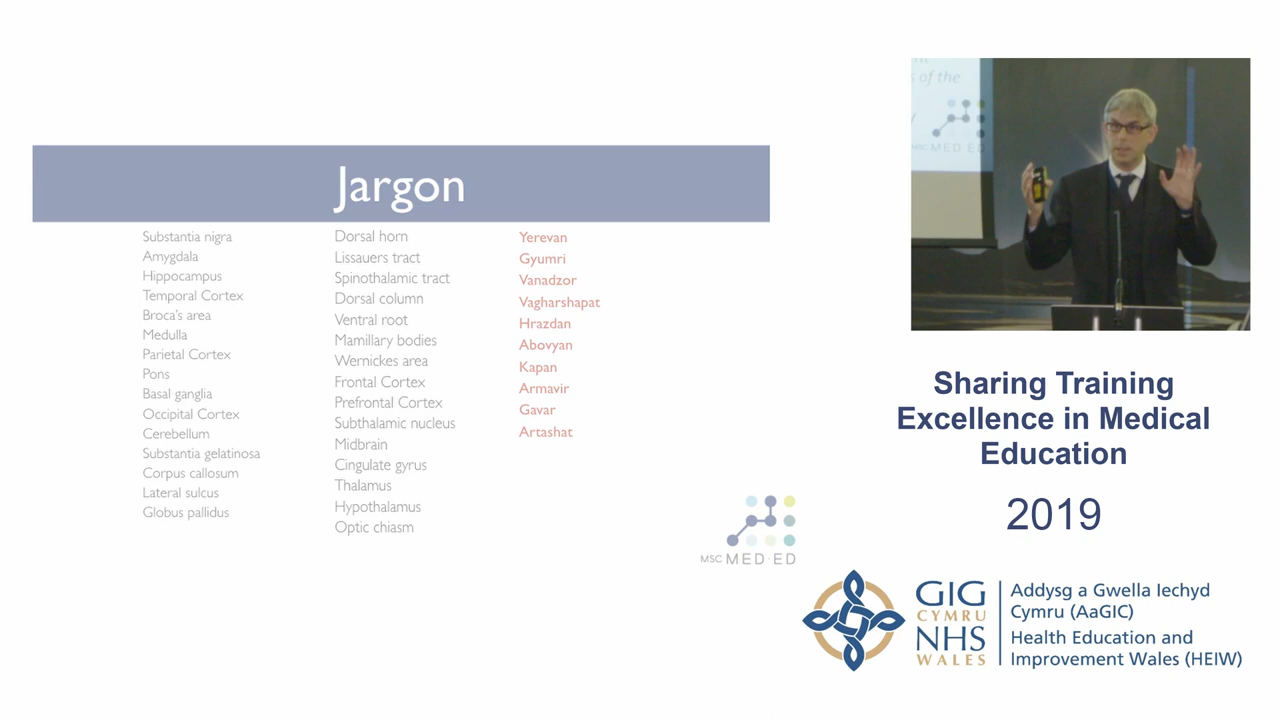 Jargon
Substantia nigra
Amygdala
Hippocampus
Temporal Cortex
Broca's area
Medulla
Parietal Cortex
Pons
Basal ganglia
Occipital Cortex
Cerebellum
Substantia gelatinosa
Corpus callosum
Lateral sulcus
Globus pallidus
Dorsal horn
Lissauers tract
Spinothalamic tract
Dorsal column
Ventral root
Mamillary bodies
Wernickes area
Frontal Cortex
Prefrontal Cortex
Subthalamic nucleus
Midbrain
Cingulate gyrus
Thalamus
Hypothalamus
Optic chiasm
Yerevan
Gyumri
Vanadzor
Vagharshapat
Hrazdan
Abovyan
Kapan
Armavir
Gavar
Artashat
MSC MED·ED
s of the
MED ED
Sharing Training
Excellence in Medical
Education
2019
GIG
CYMRU
NHS
WALES
Addysg a Gwella Iechyd
Cymru (AaGIC)
Health Education and
Improvement Wales (HEIW)